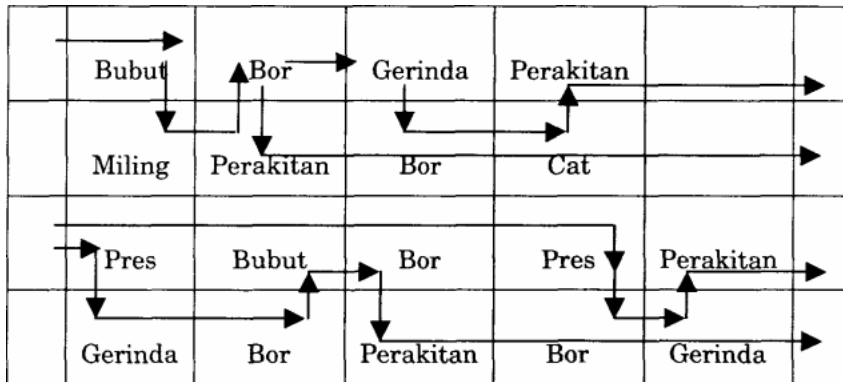 Bubut Bor Gerinda Perakitan
Miling Perakitan Bor Cat
Pres Bubut Bor Pres Perakitan
Gerinda Bor Perakitan Bor Gerinda